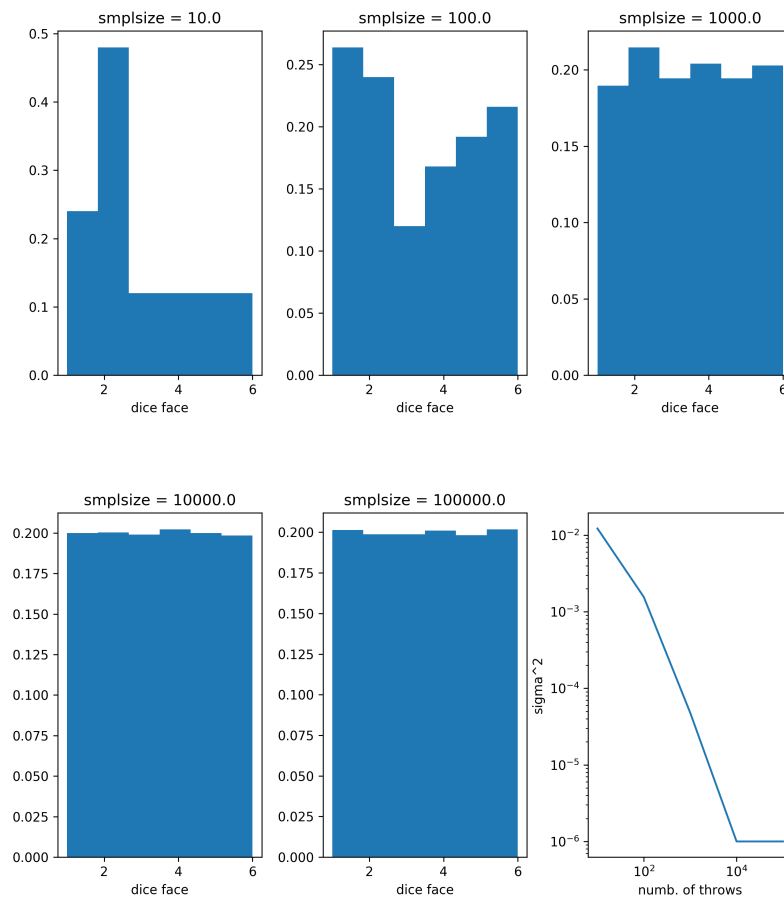 smplsize = 10.0
0.5
0.4
0.3
0.2
0.1
0.0
2 4 6
dice face
smplsize = 100.0
0.25
0.20
0.15
0.10
0.05
0.00
2 4 6
dice face
smplsize = 1000.0
0.20
0.15
0.10
0.05
0.00
2 4 6
dice face
smplsize = 10000.0
0.200
0.175
0.150
0.125
0.100
0.075
0.050
0.025
0.000
2 4 6
dice face
smplsize = 100000.0
0.200
0.175
0.150
0.125
0.100
0.075
0.050
0.025
0.000
2 4 6
dice face
sigma^2
10⁻²
10⁻³
10⁻⁴
10⁻⁵
10⁻⁶
10² 10⁴
numb. of throws